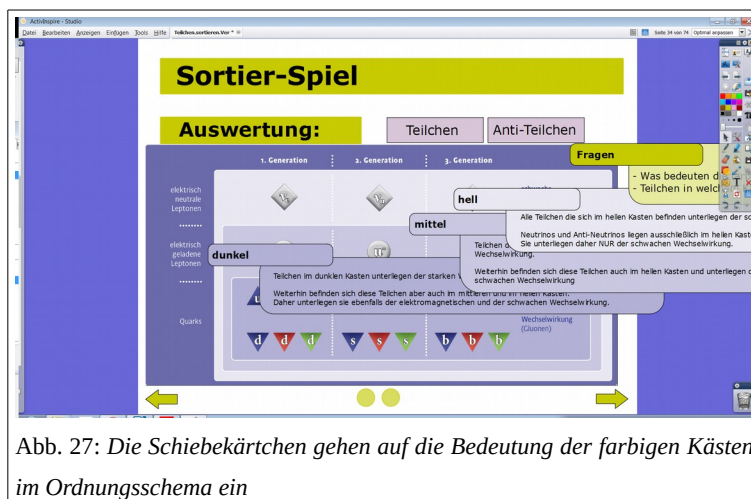 ActivInspire - Studio
Datei Bearbeiten Anzeigen Einfügen Tools Hilfe Teilchen.sortieren.Ver *
Seite 34 von 74 Optimal anpassen
Sortier-Spiel
Auswertung:
Teilchen
Anti-Teilchen
1. Generation
2. Generation
3. Generation
Fragen
- Was bedeuten d
- Teilchen in welch
elektrisch
neutrale
Leptonen
hell
Alle Teilchen die sich im hellen Kasten befinden unterliegen der sc
Neutrinos und Anti-Neutrinos liegen ausschließlich im hellen Kaste
Sie unterliegen daher NUR der schwachen Wechselwirkung.
mittel
Teilchen d
Wechselwirkung.
Weiterhin befinden sich diese Teilchen auch im hellen Kasten und unterliegen d
schwachen Wechselwirkung
elektrisch
geladene
Leptonen
dunkel
Teilchen im dunklen Kasten unterliegen der starken
Weiterhin befinden sich diese Teilchen aber auch im mittleren und im hellen Kasten.
Daher unterliegen sie ebenfalls der elektromagnetischen und der schwachen Wechselwirkung.
Quarks
u
d d d s s s b b b
Wechselwirkung
(Gluonen)
Abb. 27: Die Schiebekärtchen gehen auf die Bedeutung der farbigen Kästen
im Ordnungsschema ein